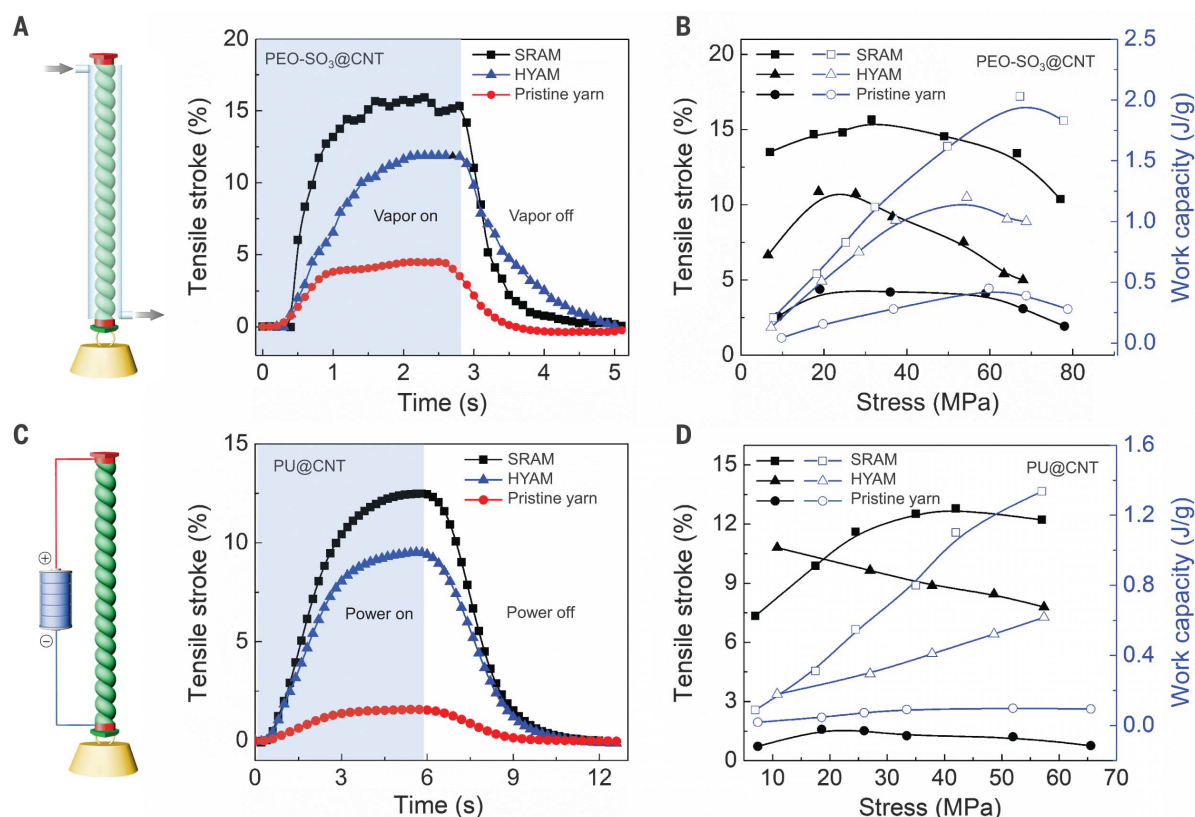 A
Tensile stroke (%)
20
15
10
5
0
PEO-SO₃@CNT
SRAM
HYAM
Pristine yarn
Vapor on
Vapor off
0 1 2 3 4 5
Time (s)
B
Tensile stroke (%)
20
15
10
5
0
SRAM
HYAM
Pristine yarn
PEO-SO₃@CNT
2.5
2.0
1.5
1.0
0.5
0.0
Work capacity (J/g)
0 20 40 60 80
Stress (MPa)
C
+
−
Tensile stroke (%)
15
10
5
0
PU@CNT
SRAM
HYAM
Pristine yarn
Power on
Power off
0 3 6 9 12
Time (s)
D
Tensile stroke (%)
15
12
9
6
3
0
SRAM
HYAM
Pristine yarn
PU@CNT
1.6
1.2
0.8
0.4
0.0
Work capacity (J/g)
10 20 30 40 50 60 70
Stress (MPa)